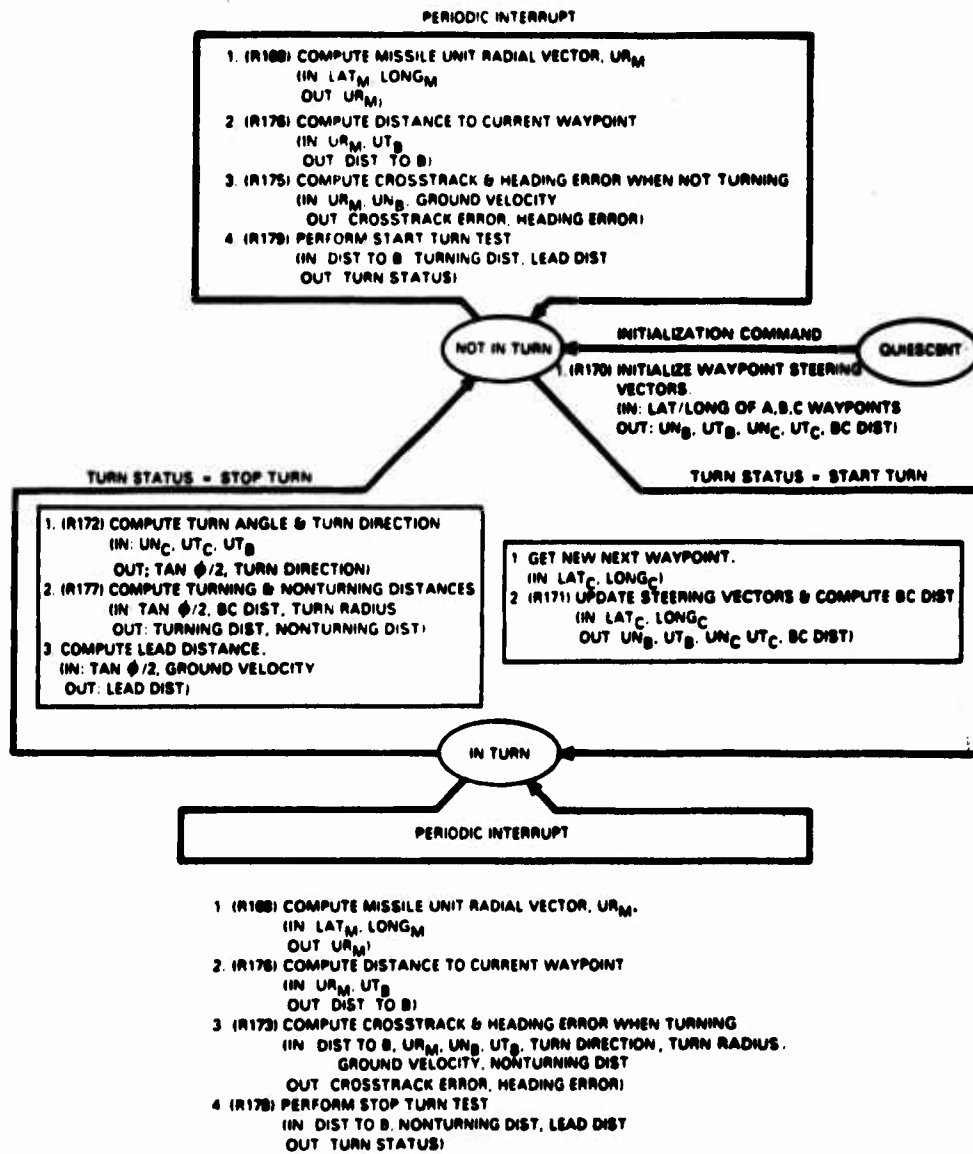 PERIODIC INTERRUPT
1. (R168) COMPUTE MISSILE UNIT RADIAL VECTOR, URM
(IN LATM, LONGM
OUT URM)
2 (R176) COMPUTE DISTANCE TO CURRENT WAYPOINT
(IN URM, UTB
OUT DIST TO B)
3. (R175) COMPUTE CROSSTRACK & HEADING ERROR WHEN NOT TURNING
(IN URM, UNB, GROUND VELOCITY
OUT CROSSTRACK ERROR, HEADING ERROR)
4 (R179) PERFORM START TURN TEST
(IN DIST TO B TURNING DIST, LEAD DIST
OUT TURN STATUS)
NOT IN TURN
INITIALIZATION COMMAND
QUIESCENT
1. (R170) INITIALIZE WAYPOINT STEERING
VECTORS.
(IN: LAT/LONG OF A,B,C WAYPOINTS
OUT: UNB, UTB, UNC, UTC, BC DIST)
TURN STATUS = STOP TURN
TURN STATUS = START TURN
1. (R172) COMPUTE TURN ANGLE & TURN DIRECTION
(IN: UNC, UTC, UTB
OUT; TAN ϕ/2, TURN DIRECTION)
2. (R177) COMPUTE TURNING & NONTURNING DISTANCES
(IN: TAN ϕ/2, BC DIST, TURN RADIUS
OUT: TURNING DIST, NONTURNING DIST)
3 COMPUTE LEAD DISTANCE.
(IN: TAN ϕ/2, GROUND VELOCITY
OUT: LEAD DIST)
1 GET NEW NEXT WAYPOINT.
(IN LATC, LONGC)
2 (R171) UPDATE STEERING VECTORS & COMPUTE BC DIST
(IN LATC, LONGC
OUT UNB, UTB, UNC UTC, BC DIST)
IN TURN
PERIODIC INTERRUPT
1 (R168) COMPUTE MISSILE UNIT RADIAL VECTOR, URM.
(IN LATM, LONGM
OUT URM)
2. (R176) COMPUTE DISTANCE TO CURRENT WAYPOINT
(IN URM, UTB
OUT DIST TO B)
3 (R173) COMPUTE CROSSTRACK & HEADING ERROR WHEN TURNING
(IN DIST TO B, URM, UNB, UTB, TURN DIRECTION, TURN RADIUS.
GROUND VELOCITY, NONTURNING DIST
OUT CROSSTRACK ERROR, HEADING ERROR)
4 (R178) PERFORM STOP TURN TEST
(IN DIST TO B, NONTURNING DIST, LEAD DIST
OUT TURN STATUS)